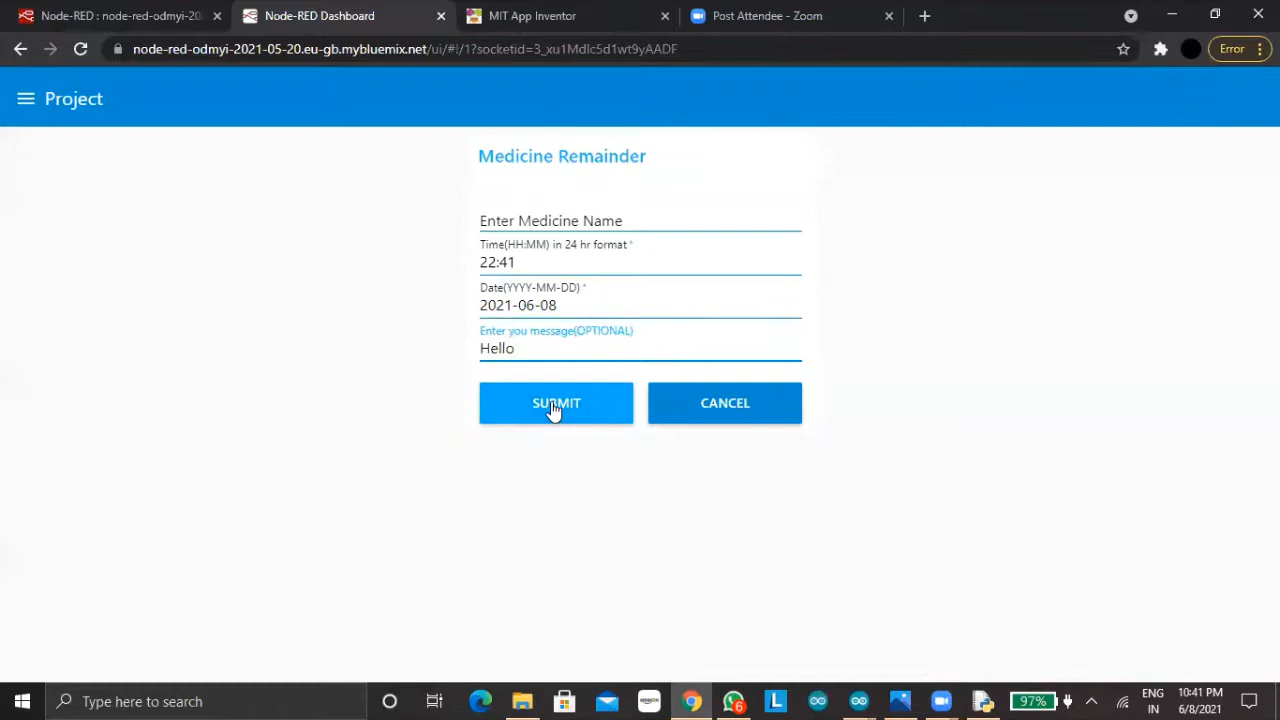 Node-RED : node-red-odmyi-20
Node-RED Dashboard
MIT App Inventor
Post Attendee - Zoom
node-red-odmyi-2021-05-20.eu-gb.mybluemix.net/ui/#!/1?socketid=3_xu1Mdlc5d1wt9yAADF
Error
Project
Medicine Remainder
Enter Medicine Name
Time(HH:MM) in 24 hr format *
22:41
Date(YYYY-MM-DD) *
2021-06-08
Enter you message(OPTIONAL)
Hello
SUBMIT CANCEL
Type here to search
amazon
6
L
97%
ENG
IN
10:41 PM
6/8/2021